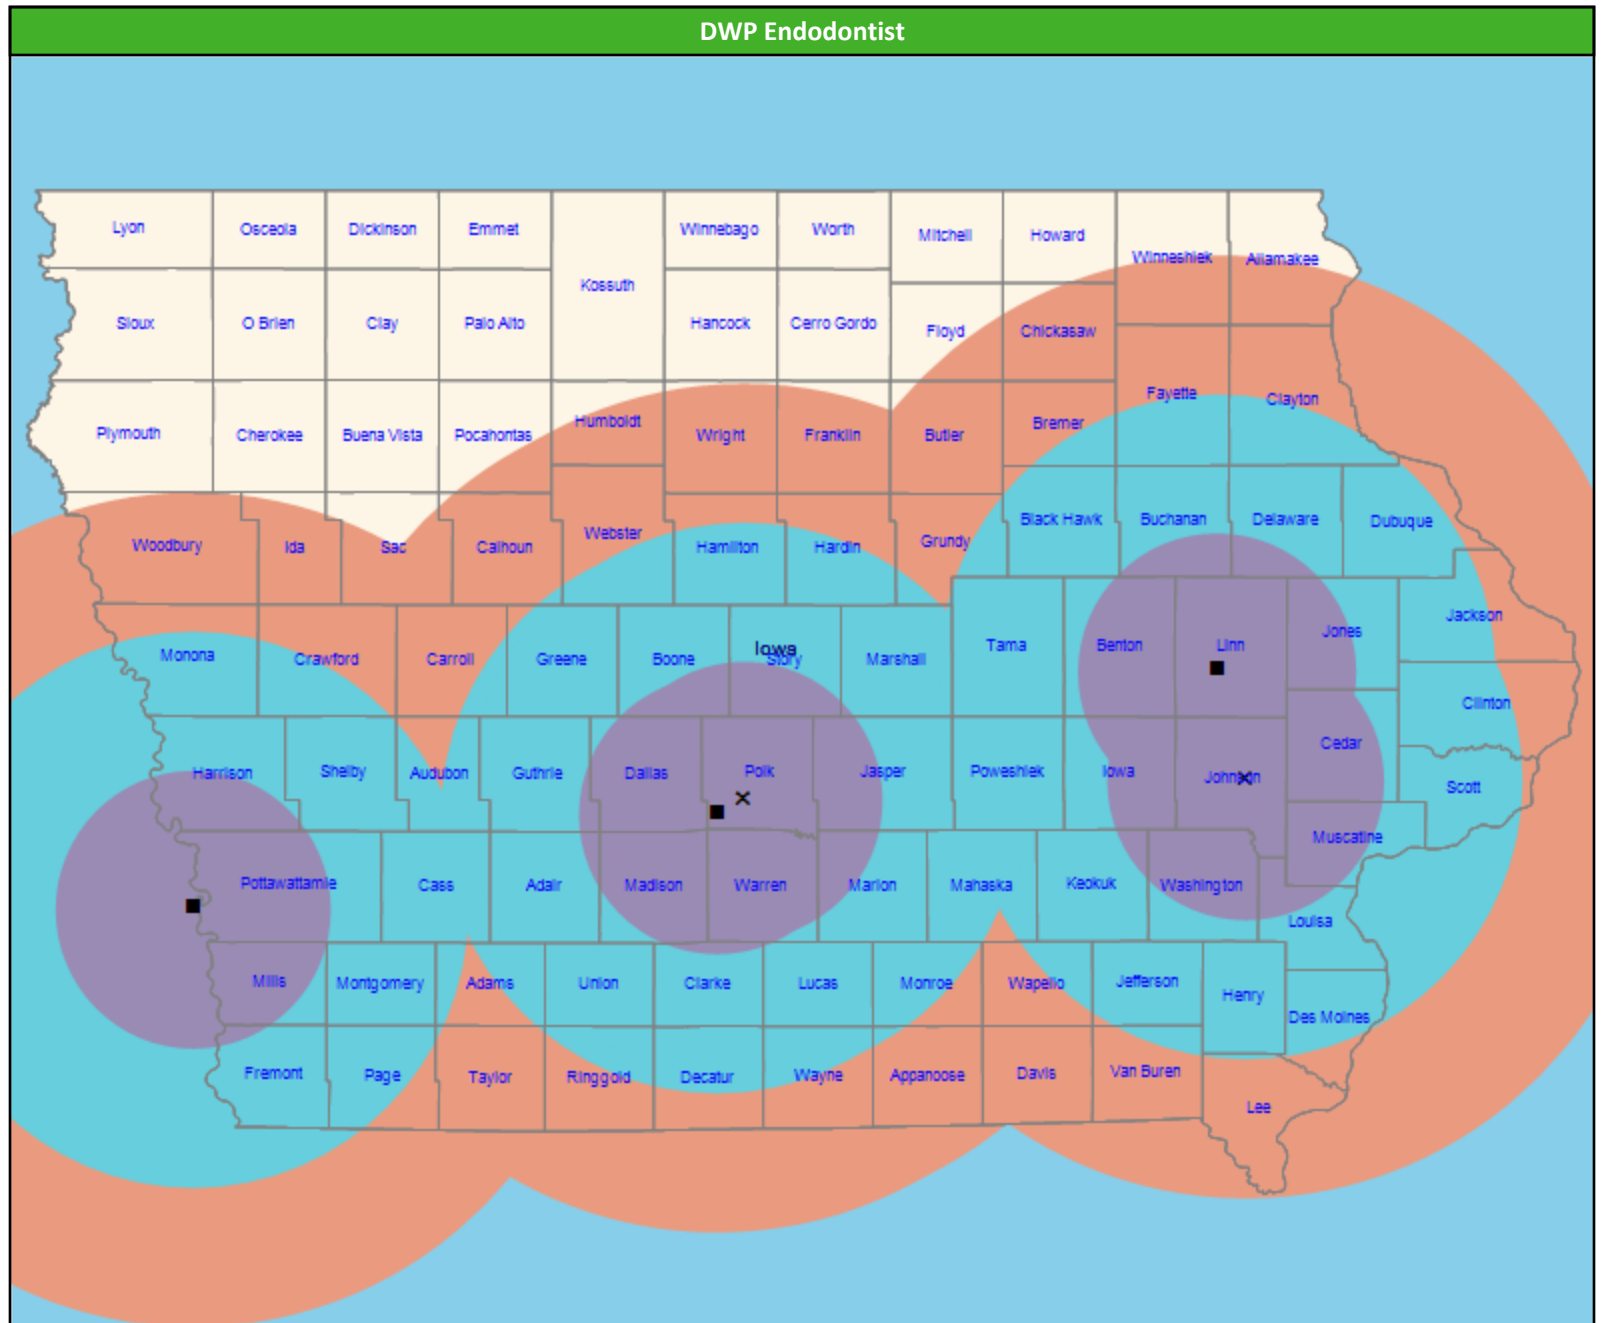 DWP Endodontist
Lyon
Osceola
Dickinson
Emmet
Kossuth
Winnebago
Worth
Mitchell
Howard
Winneshiek
Allamakee
Sioux
O Brien
Clay
Palo Alto
Hancock
Cerro Gordo
Floyd
Chickasaw
Plymouth
Cherokee
Buena Vista
Pocahontas
Humboldt
Wright
Franklin
Butler
Bremer
Fayette
Clayton
Woodbury
Ida
Sac
Calhoun
Webster
Hamilton
Hardin
Grundy
Black Hawk
Buchanan
Delaware
Dubuque
Monona
Crawford
Carroll
Greene
Boone
Iowa
Story
Marshall
Tama
Benton
Linn
Jones
Jackson
Clinton
Harrison
Shelby
Audubon
Guthrie
Dallas
Polk
Jasper
Poweshiek
Iowa
Johnson
Cedar
Scott
Muscatine
Pottawattamie
Cass
Adair
Madison
Warren
Marion
Mahaska
Keokuk
Washington
Louisa
Mills
Montgomery
Adams
Union
Clarke
Lucas
Monroe
Wapello
Jefferson
Henry
Des Moines
Fremont
Page
Taylor
Ringgold
Decatur
Wayne
Appanoose
Davis
Van Buren
Lee